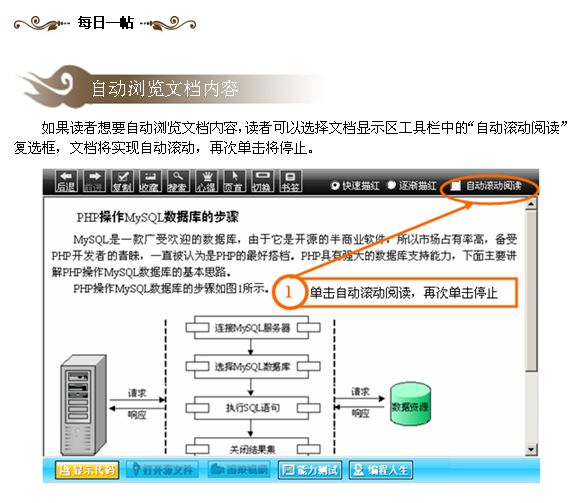 每日一帖
自动浏览文档内容
如果读者想要自动浏览文档内容，读者可以选择文档显示区工具栏中的“自动滚动阅读”
复选框，文档将实现自动滚动，再次单击将停止。
后退 前进 复制 收藏 搜索 心得 页首 切换 书签 快速描红 逐渐描红 自动滚动阅读
PHP操作MySQL数据库的步骤
MySQL是一款广受欢迎的数据库，由于它是开源的半商业软件，所以市场占有率高，备受
PHP开发者的青睐，一直被认为是PHP的最好搭档。PHP具有强大的数据库支持能力，下面主要讲
解PHP操作MySQL数据库的基本思路。
PHP操作MySQL数据库的步骤如图1所示。
1 单击自动滚动阅读，再次单击停止
连接MySQL服务器
选择MySQL数据库
请求
响应
执行SQL语句
请求
响应
数据资源
关闭结果集
显示代码 打开源文件 播放视频 能力测试 编程人生